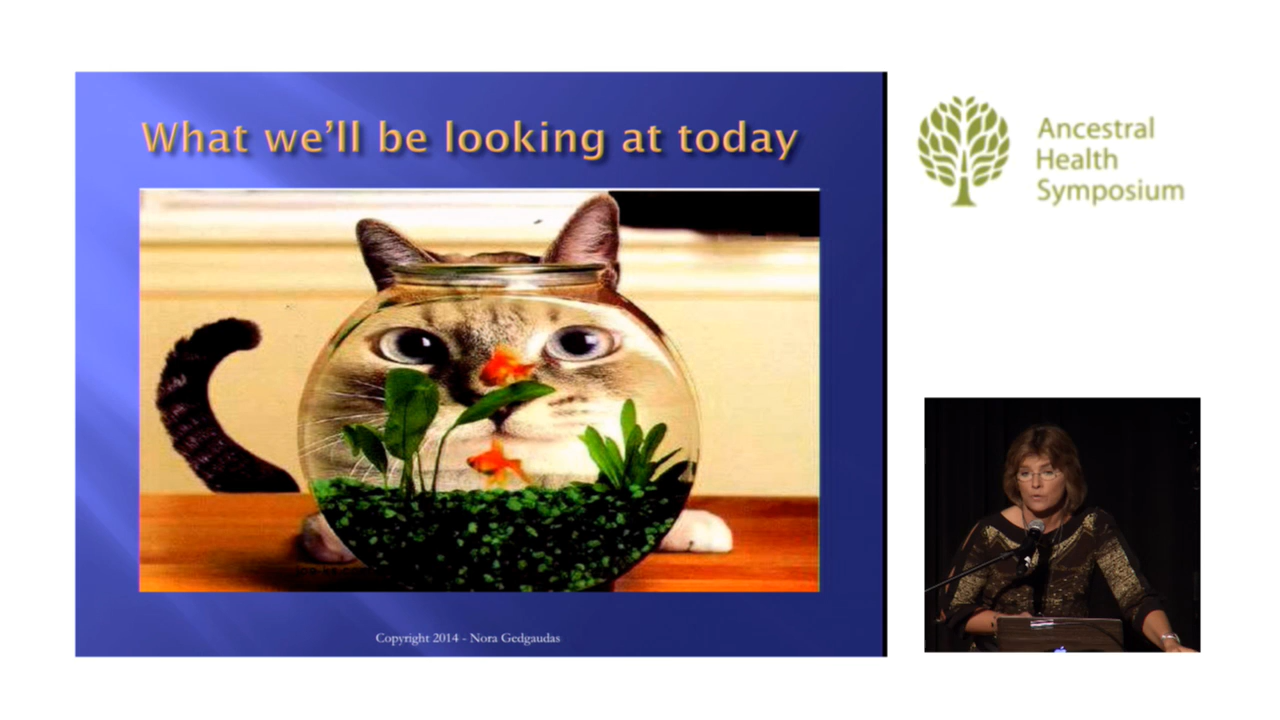 What we'll be looking at today
Ancestral
Health
Symposium
Copyright 2014 - Nora Gedgaudas